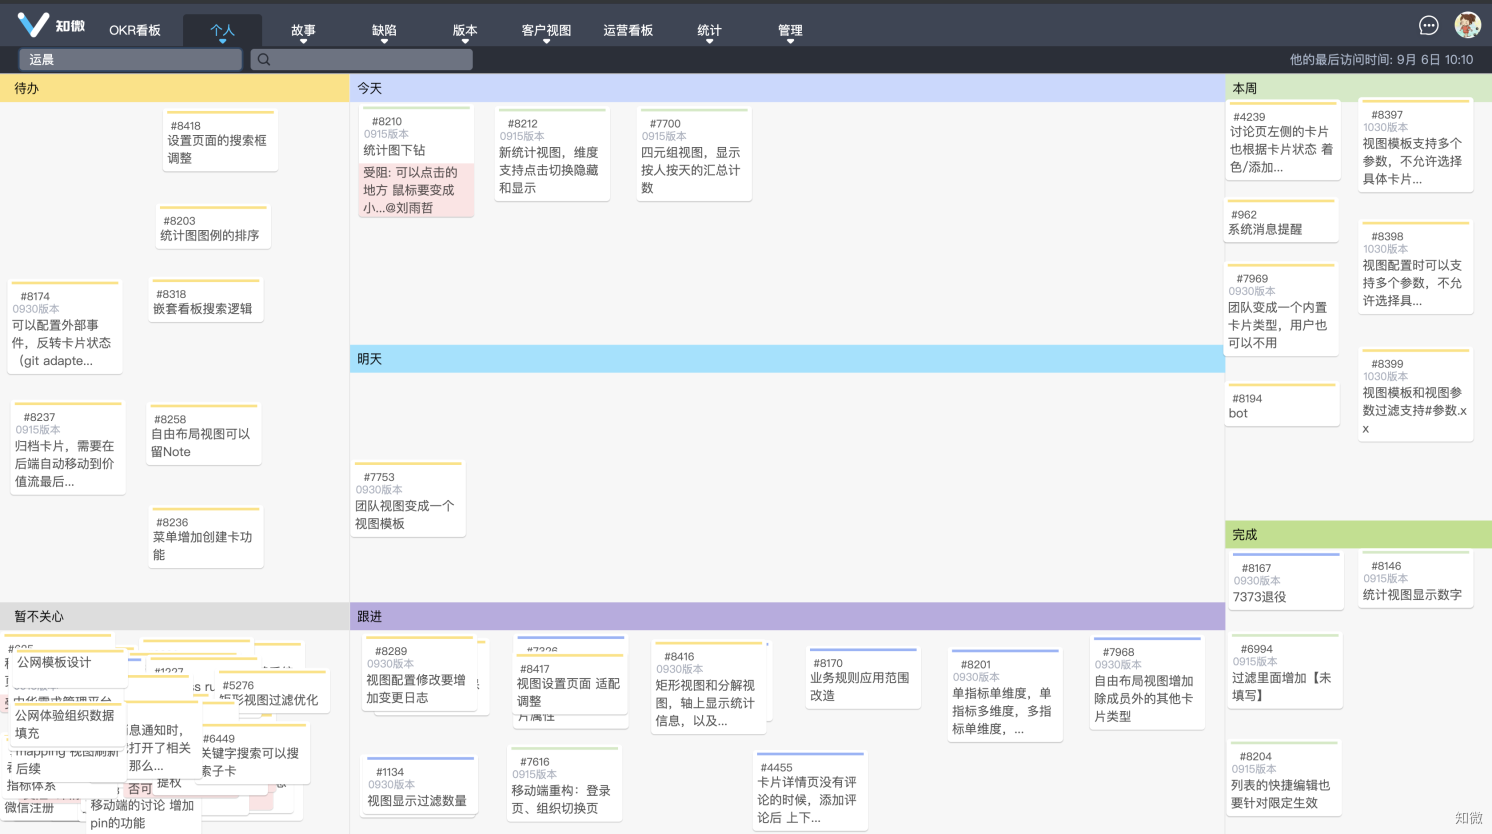 知微
OKR看板
个人
故事
缺陷
版本
客户视图
运营看板
统计
管理
运晨
他的最后访问时间: 9月 6日 10:10
待办
#8418
设置页面的搜索框
调整
#8203
统计图图例的排序
#8174
0930版本
可以配置外部事
件，反转卡片状态
（git adapte...
#8318
嵌套看板搜索逻辑
#8237
0915版本
归档卡片，需要在
后端自动移动到价
值流最后...
#8258
自由布局视图可以
留Note
#8236
菜单增加创建卡功
能
今天
#8210
0915版本
统计图下钻
受阻: 可以点击的
地方 鼠标要变成
小...@刘雨哲
#8212
0915版本
新统计视图，维度
支持点击切换隐藏
和显示
#7700
0915版本
四元组视图，显示
按人按天的汇总计
数
明天
#7753
0930版本
团队视图变成一个
视图模板
本周
#4239
讨论页左侧的卡片
也根据卡片状态 着
色/添加...
#8397
1030版本
视图模板支持多个
参数，不允许选择
具体卡片...
#962
系统消息提醒
#8398
1030版本
视图配置时可以支
持多个参数，不允
许选择具...
#7969
0930版本
团队变成一个内置
卡片类型，用户也
可以不用
#8399
1030版本
视图模板和视图参
数过滤支持#参数.x
x
#8194
bot
完成
#8167
0930版本
7373退役
#8146
0915版本
统计视图显示数字
#6994
0915版本
过滤里面增加【未
填写】
#8204
0915版本
列表的快捷编辑也
要针对限定生效
暂不关心
公网模板设计
#5276
矩形视图过滤优化
公网体验组织数据
填充
息通知时，
打开了相关
那么...
#6449
关键字搜索可以搜
索子卡
mapping 视图刷新
后续
指标体系
否可
提权
微信注册
移动端的讨论 增加
pin的功能
跟进
#8289
0930版本
视图配置修改要增
加变更日志
#7326
#8417
视图设置页面 适配
调整
片属性
#8416
0930版本
矩形视图和分解视
图，轴上显示统计
信息，以及...
#8170
业务规则应用范围
改造
#8201
0930版本
单指标单维度，单
指标多维度，多指
标单维度，...
#7968
0930版本
自由布局视图增加
除成员外的其他卡
片类型
#1134
0930版本
视图显示过滤数量
#7616
0915版本
移动端重构：登录
页、组织切换页
#4455
卡片详情页没有评
论的时候，添加评
论后 上下...
知微